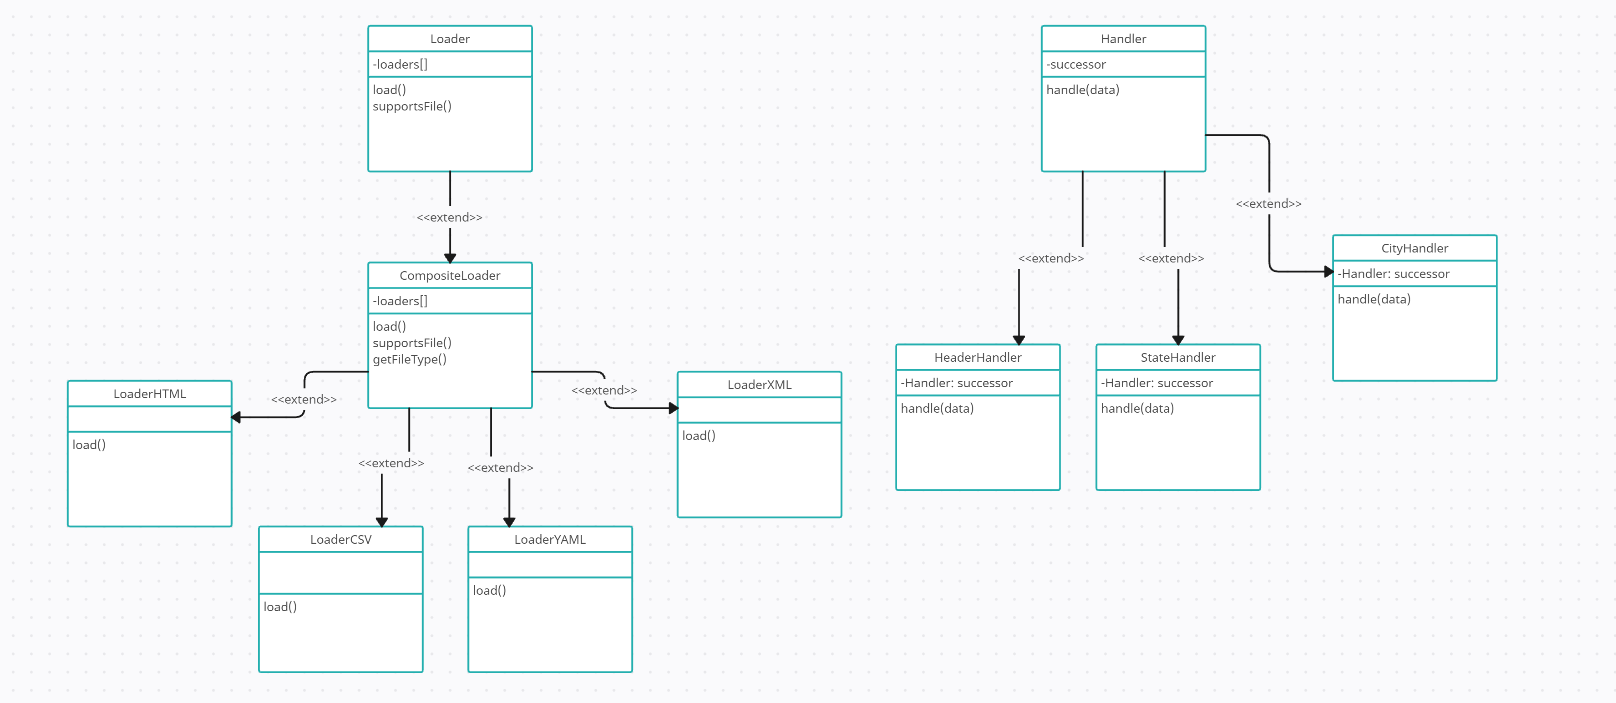 Loader
-loaders[]
load()
supportsFile()
<<extend>>
CompositeLoader
-loaders[]
load()
supportsFile()
getFileType()
<<extend>>
<<extend>>
<<extend>>
<<extend>>
LoaderHTML
load()
LoaderCSV
load()
LoaderYAML
load()
LoaderXML
load()
Handler
-successor
handle(data)
<<extend>>
<<extend>>
<<extend>>
HeaderHandler
-Handler: successor
handle(data)
StateHandler
-Handler: successor
handle(data)
CityHandler
-Handler: successor
handle(data)